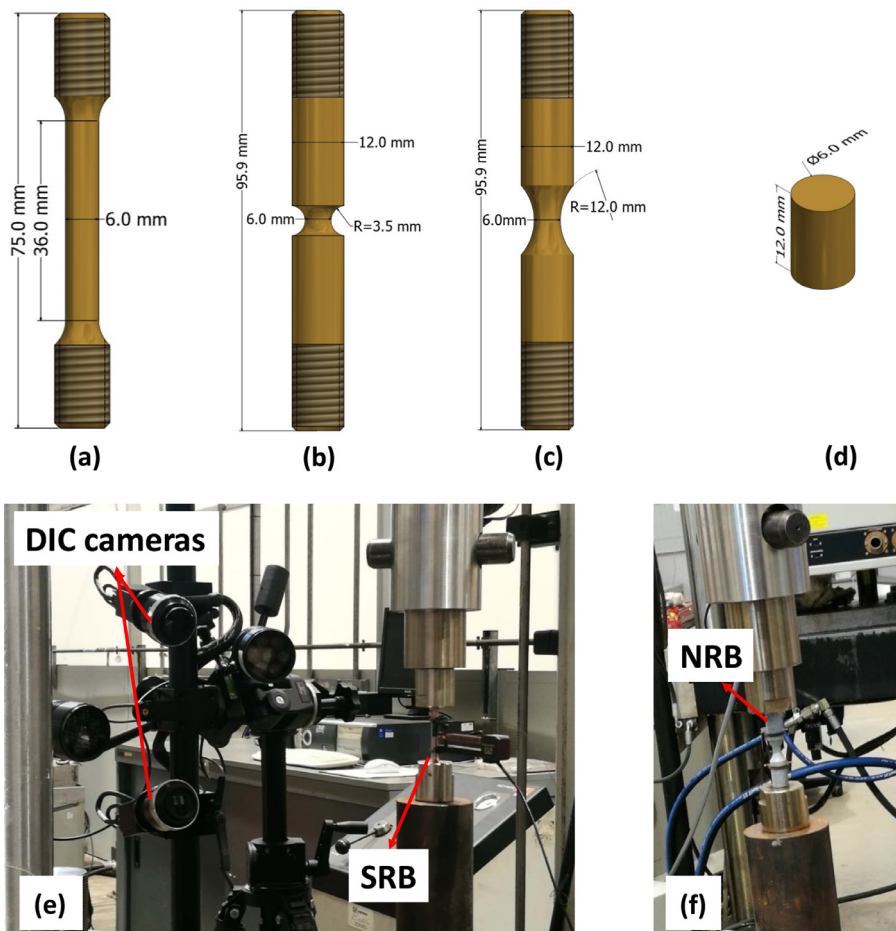 75.0 mm
36.0 mm
6.0 mm
(a)
95.9 mm
12.0 mm
6.0 mm
R=3.5 mm
(b)
95.9 mm
12.0 mm
6.0mm
R=12.0 mm
(c)
Ø6.0 mm
12.0 mm
(d)
DIC cameras
SRB
(e)
NRB
(f)